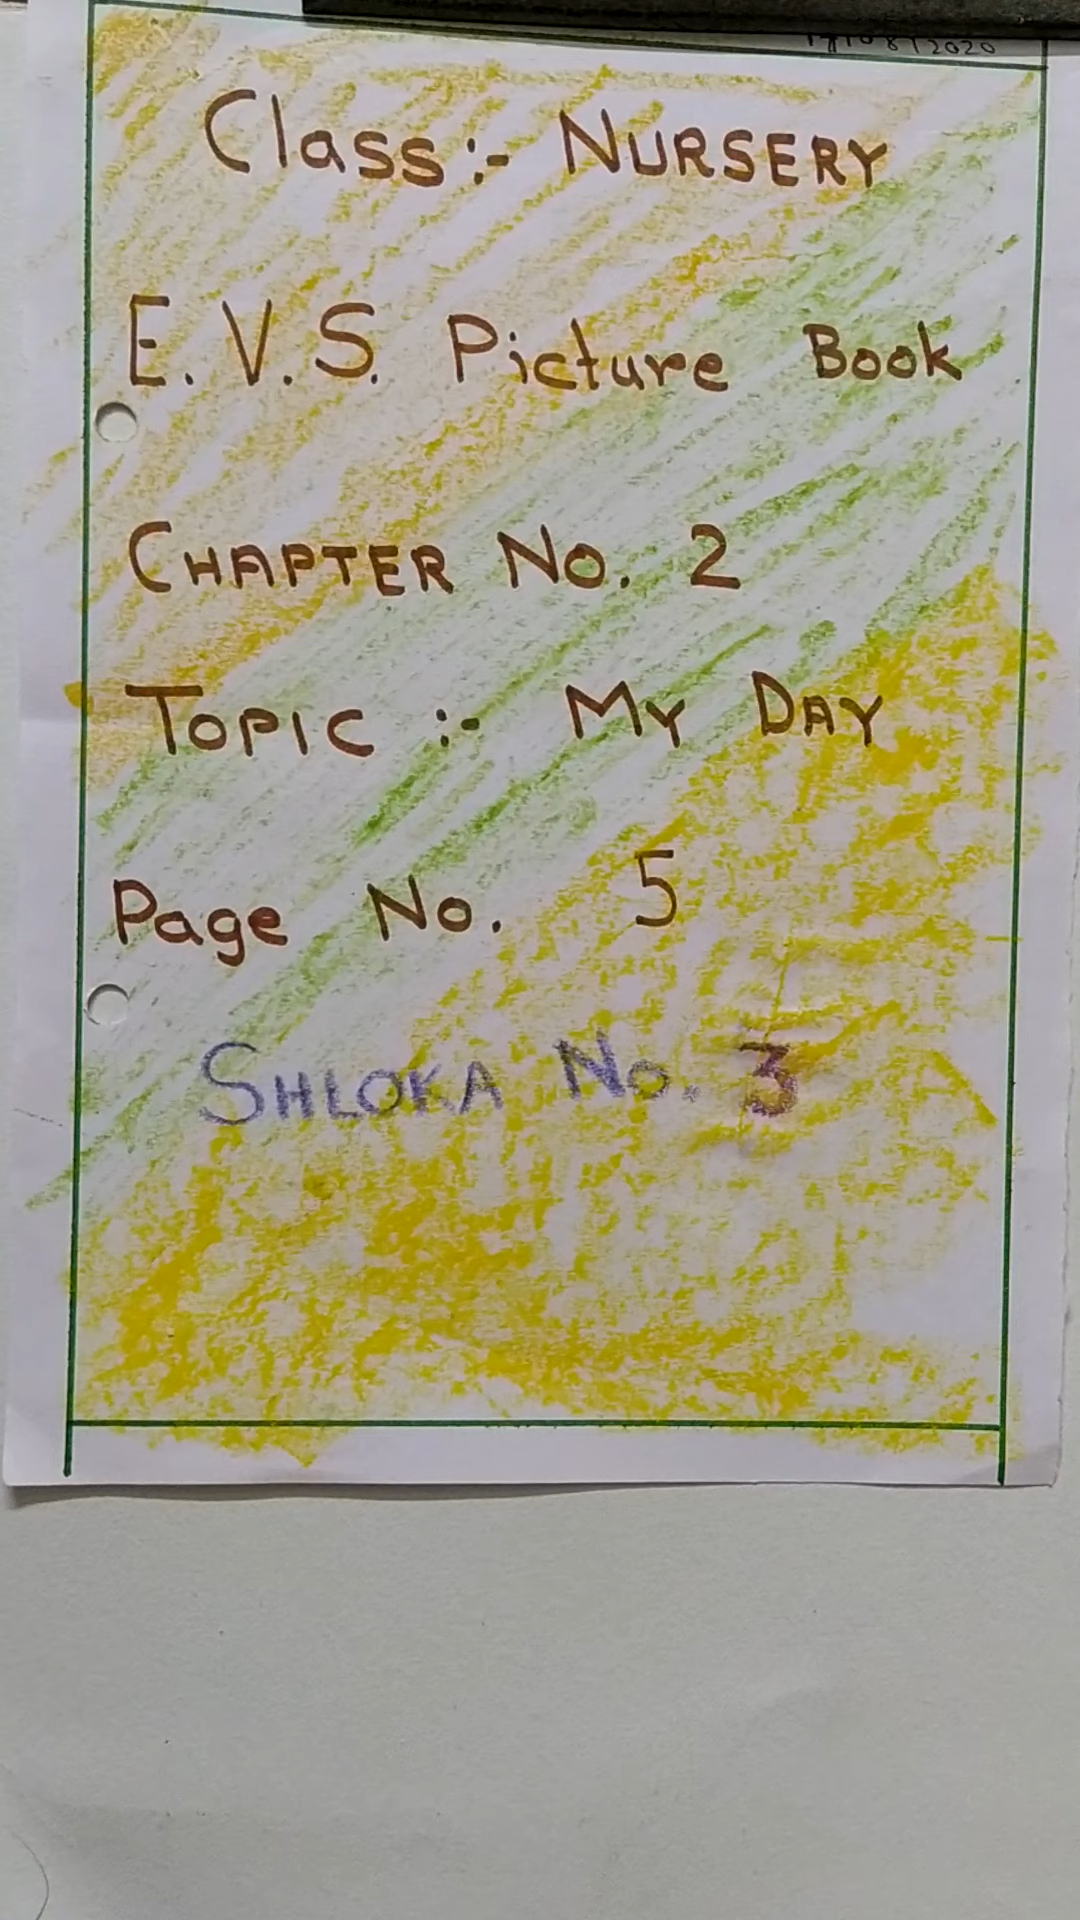 Class:- NURSERY
E.V.S. Picture Book
CHAPTER No. 2
TOPIC :- MY DAY
Page No. 5
SHLOKA No. 3